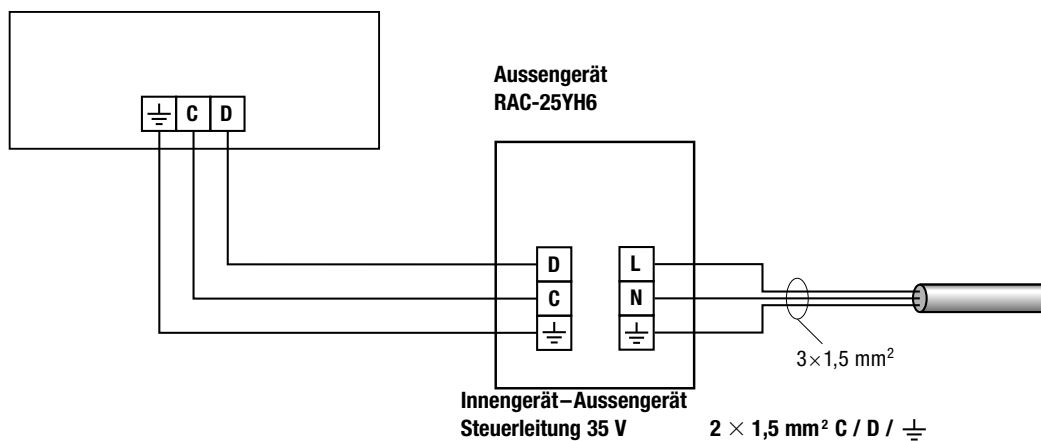 Aussengerät
RAC-25YH6
⏚ C D
D L
C N
⏚ ⏚
3×1,5 mm²
Innengerät–Aussengerät
Steuerleitung 35 V 2 × 1,5 mm² C / D / ⏚